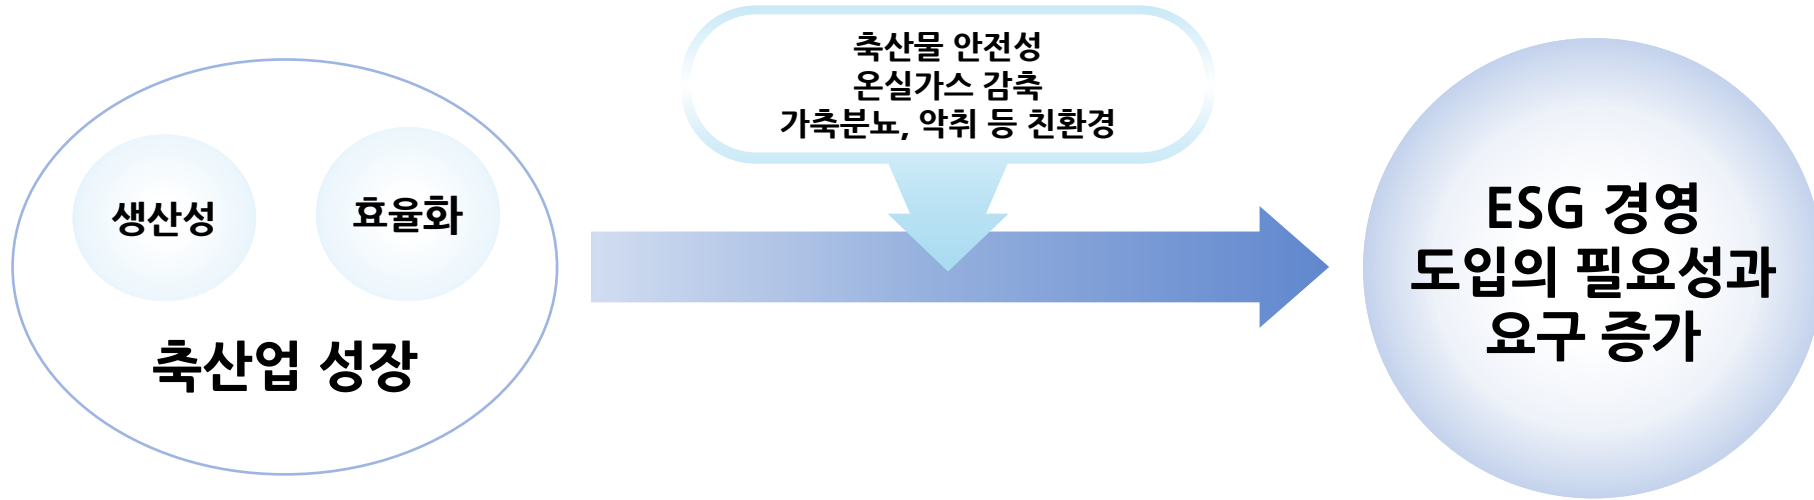 생산성
효율화
축산업 성장
축산물 안전성
온실가스 감축
가축분뇨, 악취 등 친환경
ESG 경영
도입의 필요성과
요구 증가